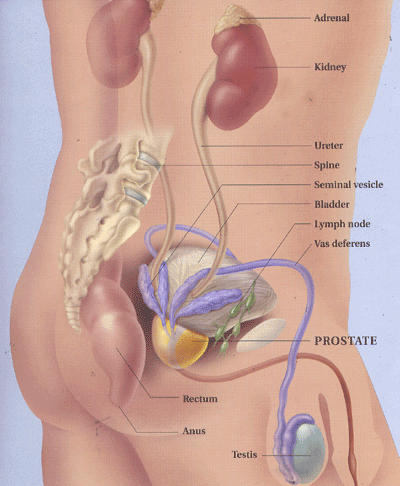 Adrenal
Kidney
Ureter
Spine
Seminal vesicle
Bladder
Lymph node
Vas deferens
PROSTATE
Rectum
Anus
Testis